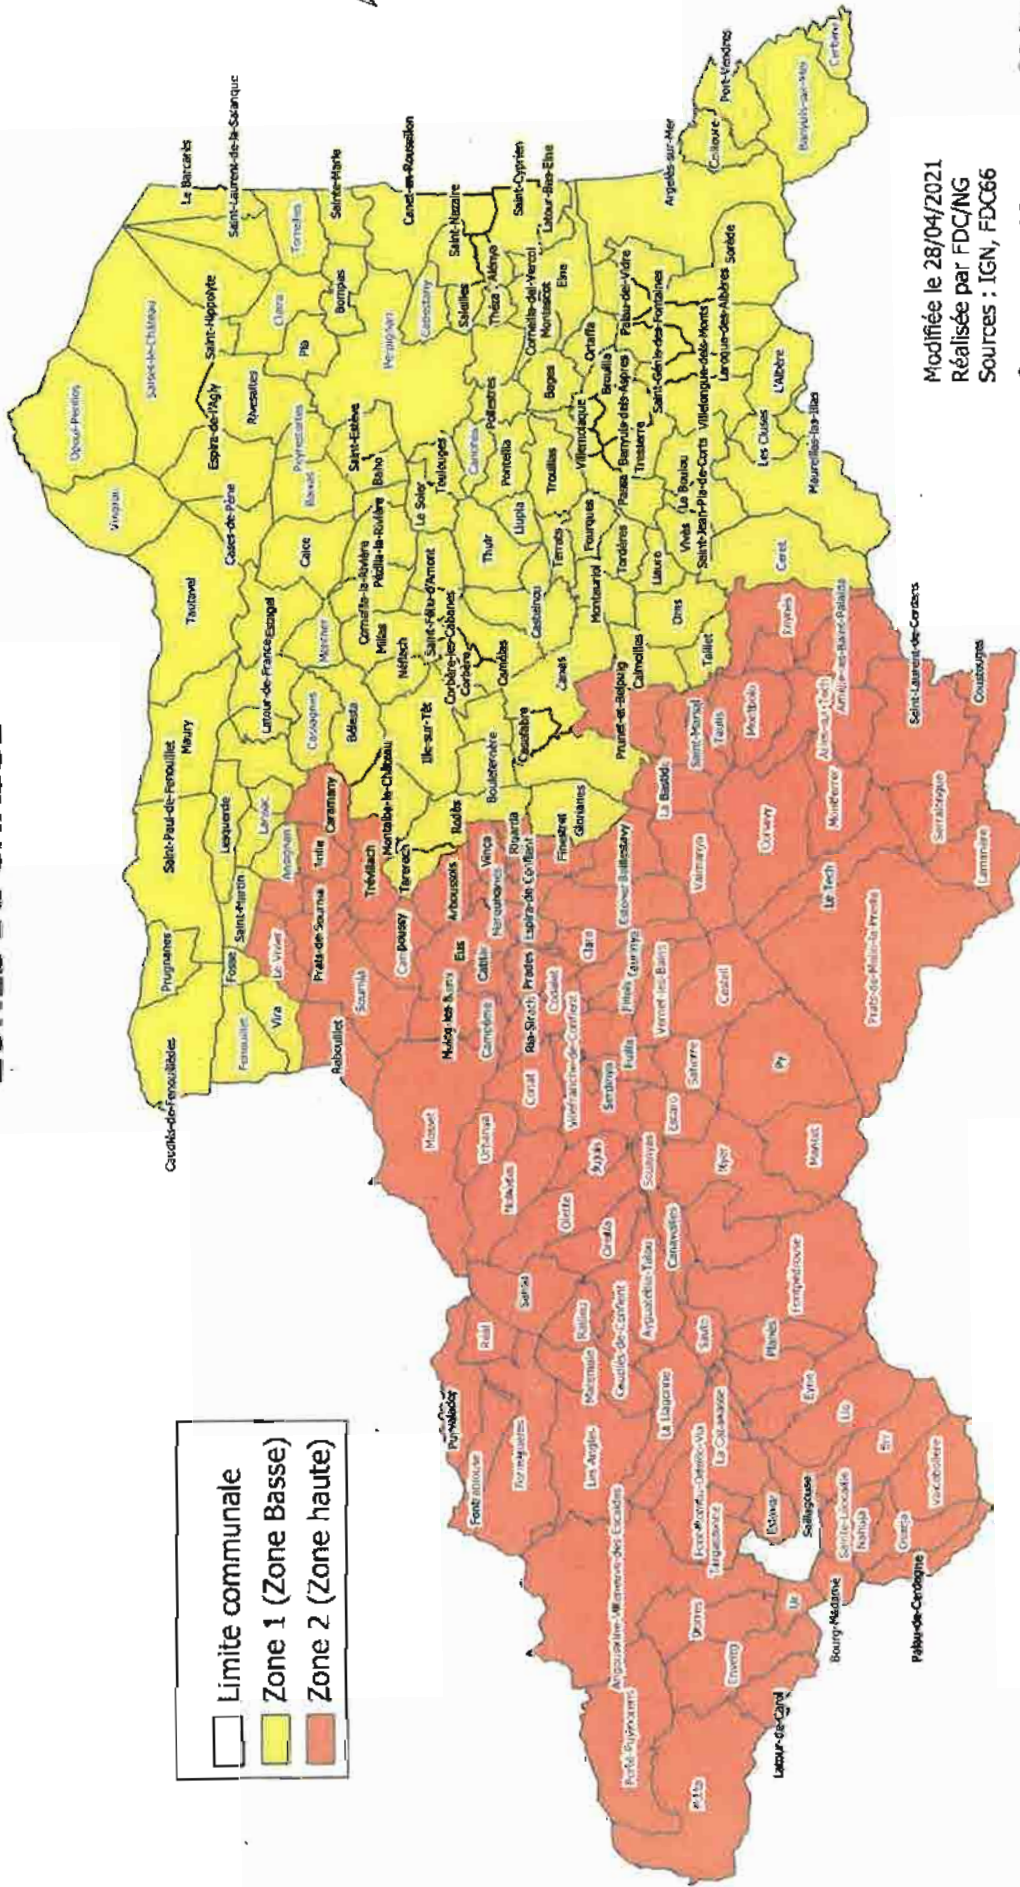 Limite communale
Zone 1 (Zone Basse)
Zone 2 (Zone haute)
Modifiée le 28/04/2021
Réalisée par FDC/NG
Sources : IGN, FDC66
Caudiès-de-Fenouillèdes
Prugnanes
Saint-Paul-de-Fenouillet
Maury
Tautavel
Vingrau
Opoul-Périllos
Salses-le-Château
Le Barcarès
Saint-Laurent-de-la-Salanque
Fenouillet
Fosse
Saint-Martin
Lesquerde
Vira
Le Vivier
Ansignan
Lansac
Latour-de-France
Estagel
Cases-de-Pène
Espira-de-l'Agly
Saint-Hippolyte
Rivesaltes
Claira
Torreilles
Sainte-Marie
Rabouillet
Prats-de-Sournia
Trilla
Caramany
Cassagnes
Montner
Calce
Baixas
Peyrestortes
Pia
Bompas
Sournia
Trévillach
Montalba-le-Château
Bélesta
Corneilla-la-Rivière
Millas
Pézilla-la-Rivière
Baho
Saint-Estève
Perpignan
Canet-en-Roussillon
Campoussy
Tarerach
Néfiach
Saint-Féliu-d'Amont
Le Soler
Toulouges
Cabestany
Saint-Nazaire
Mosset
Molitg-les-Bains
Eus
Arboussols
Rodès
Ille-sur-Têt
Corbère-les-Cabanes
Corbère
Camélas
Thuir
Canohès
Pollestres
Saleilles
Théza
Alénya
Saint-Cyprien
Campôme
Catllar
Marquixanes
Vinça
Rigarda
Bouleternère
Casefabre
Castelnou
Llupia
Ponteilla
Corneilla-del-Vercol
Montescot
Latour-Bas-Elne
Elne
Urbanya
Conat
Ria-Sirach
Prades
Espira-de-Conflent
Finestret
Glorianes
Caixas
Terrats
Trouillas
Bages
Nohèdes
Villefranche-de-Conflent
Codalet
Clara
Estoher
Baillestavy
Prunet-et-Belpuig
Calmeilles
Montauriol
Fourques
Villemolaque
Ortaffa
Brouilla
Palau-del-Vidre
Argelès-sur-Mer
Collioure
Port-Vendres
Banyuls-sur-Mer
Cerbère
Olette
Jujols
Serdinya
Fuilla
Fillols
Taurinya
Vernet-les-Bains
Valmanya
La Bastide
Saint-Marsal
Taillet
Oms
Llauro
Tordères
Passa
Tresserre
Banyuls-dels-Aspres
Saint-Génis-des-Fontaines
Sorède
Laroque-des-Albères
Villelongue-dels-Monts
Le Boulou
Vivès
Saint-Jean-Pla-de-Corts
Céret
Les Cluses
L'Albère
Maureillas-las-Illas
Taulis
Montbolo
Reynès
Arles-sur-Tech
Amélie-les-Bains-Palalda
Corsavy
Montferrer
Le Tech
Serralongue
Lamanère
Saint-Laurent-de-Cerdans
Coustouges
Prats-de-Mollo-la-Preste
Casteil
Sahorre
Py
Mantet
Escaro
Nyer
Souanyas
Canaveilles
Oreilla
Ayguatébia-Talau
Sansa
Réal
Railleu
Caudiès-de-Conflent
Matemale
Puyvalador
Fontrabiouse
Formiguères
Les Angles
La Llagonne
Sauto
Fontpédrouse
Planès
La Cabanasse
Font-Romeu-Odeillo-Via
Targassonne
Eyne
Llo
Err
Estavar
Saillagouse
Sainte-Léocadie
Nahuja
Osséja
Valcebollère
Palau-de-Cerdagne
Bourg-Madame
Ur
Dorres
Enveitg
Latour-de-Carol
Angoustrine-Villeneuve-des-Escaldes
Porté-Puymorens
Porta